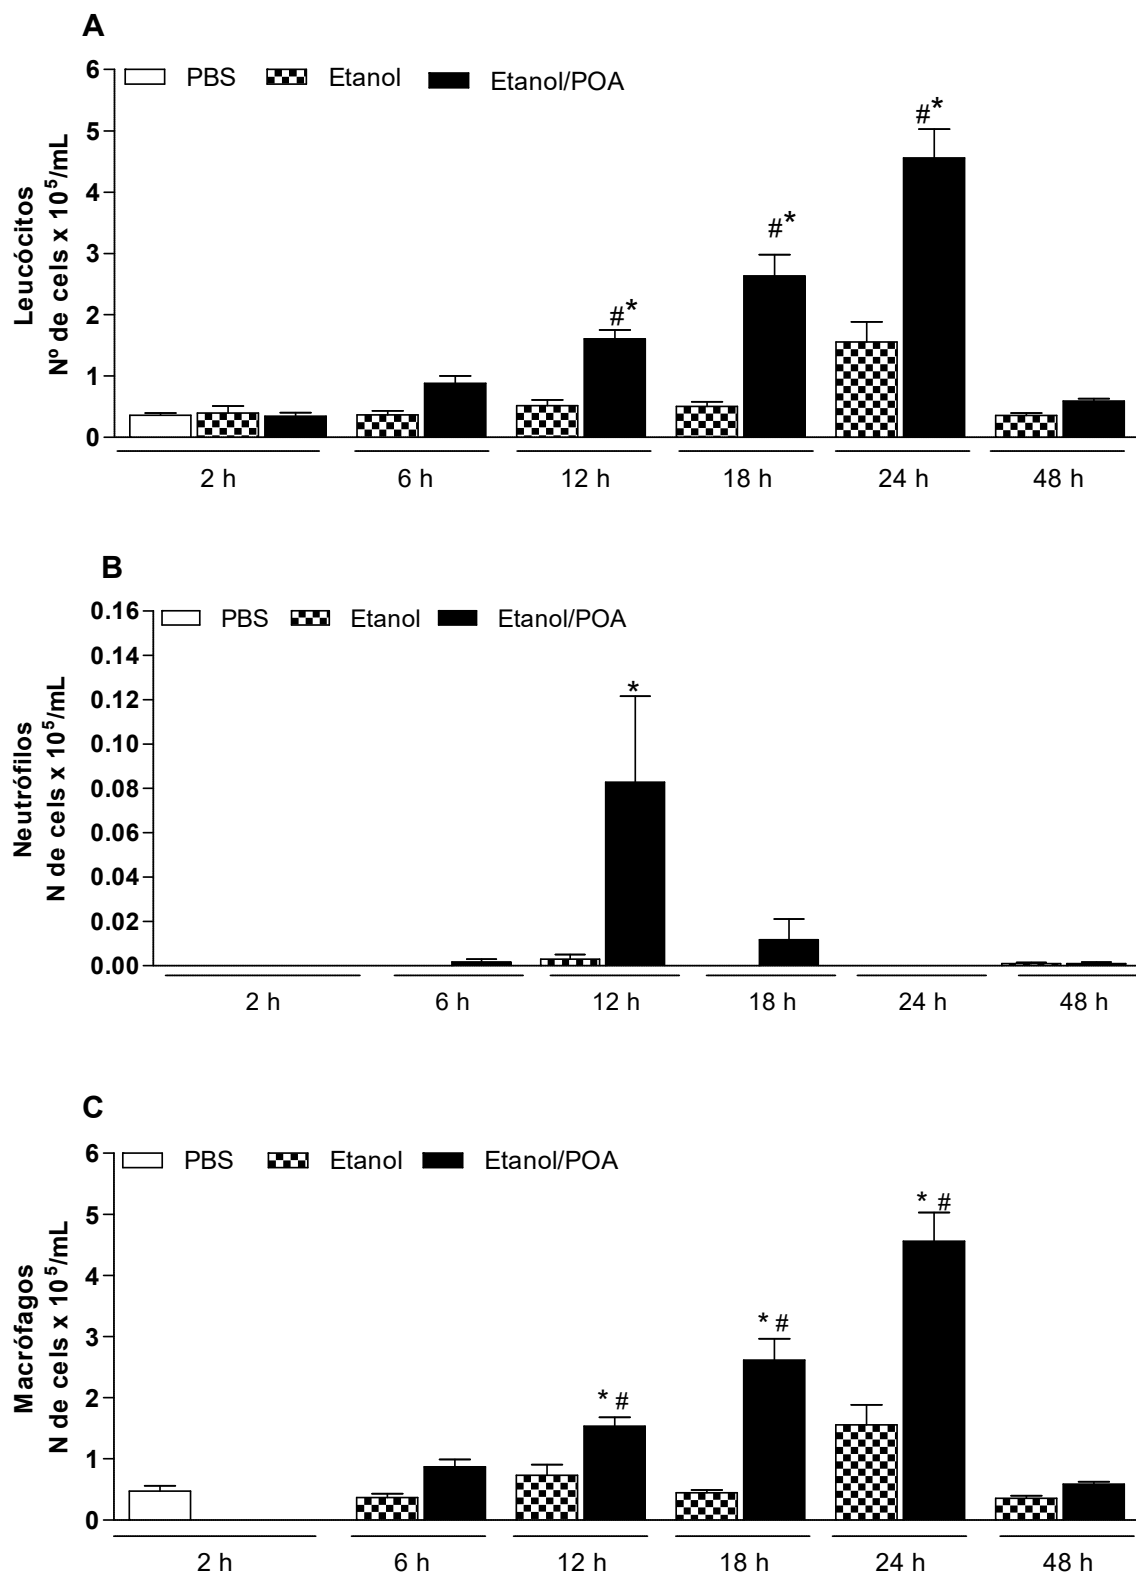 A
PBS Etanol Etanol/POA
Leucócitos
Nº de cels x 10⁵/mL
6
5
4
3
2
1
0
#*
#*
#*
2 h 6 h 12 h 18 h 24 h 48 h
B
PBS Etanol Etanol/POA
Neutrófilos
N de cels x 10⁵/mL
0.16
0.14
0.12
0.10
0.08
0.06
0.04
0.02
0.00
*
2 h 6 h 12 h 18 h 24 h 48 h
C
PBS Etanol Etanol/POA
Macrófagos
N de cels x 10⁵/mL
6
5
4
3
2
1
0
* #
* #
* #
2 h 6 h 12 h 18 h 24 h 48 h